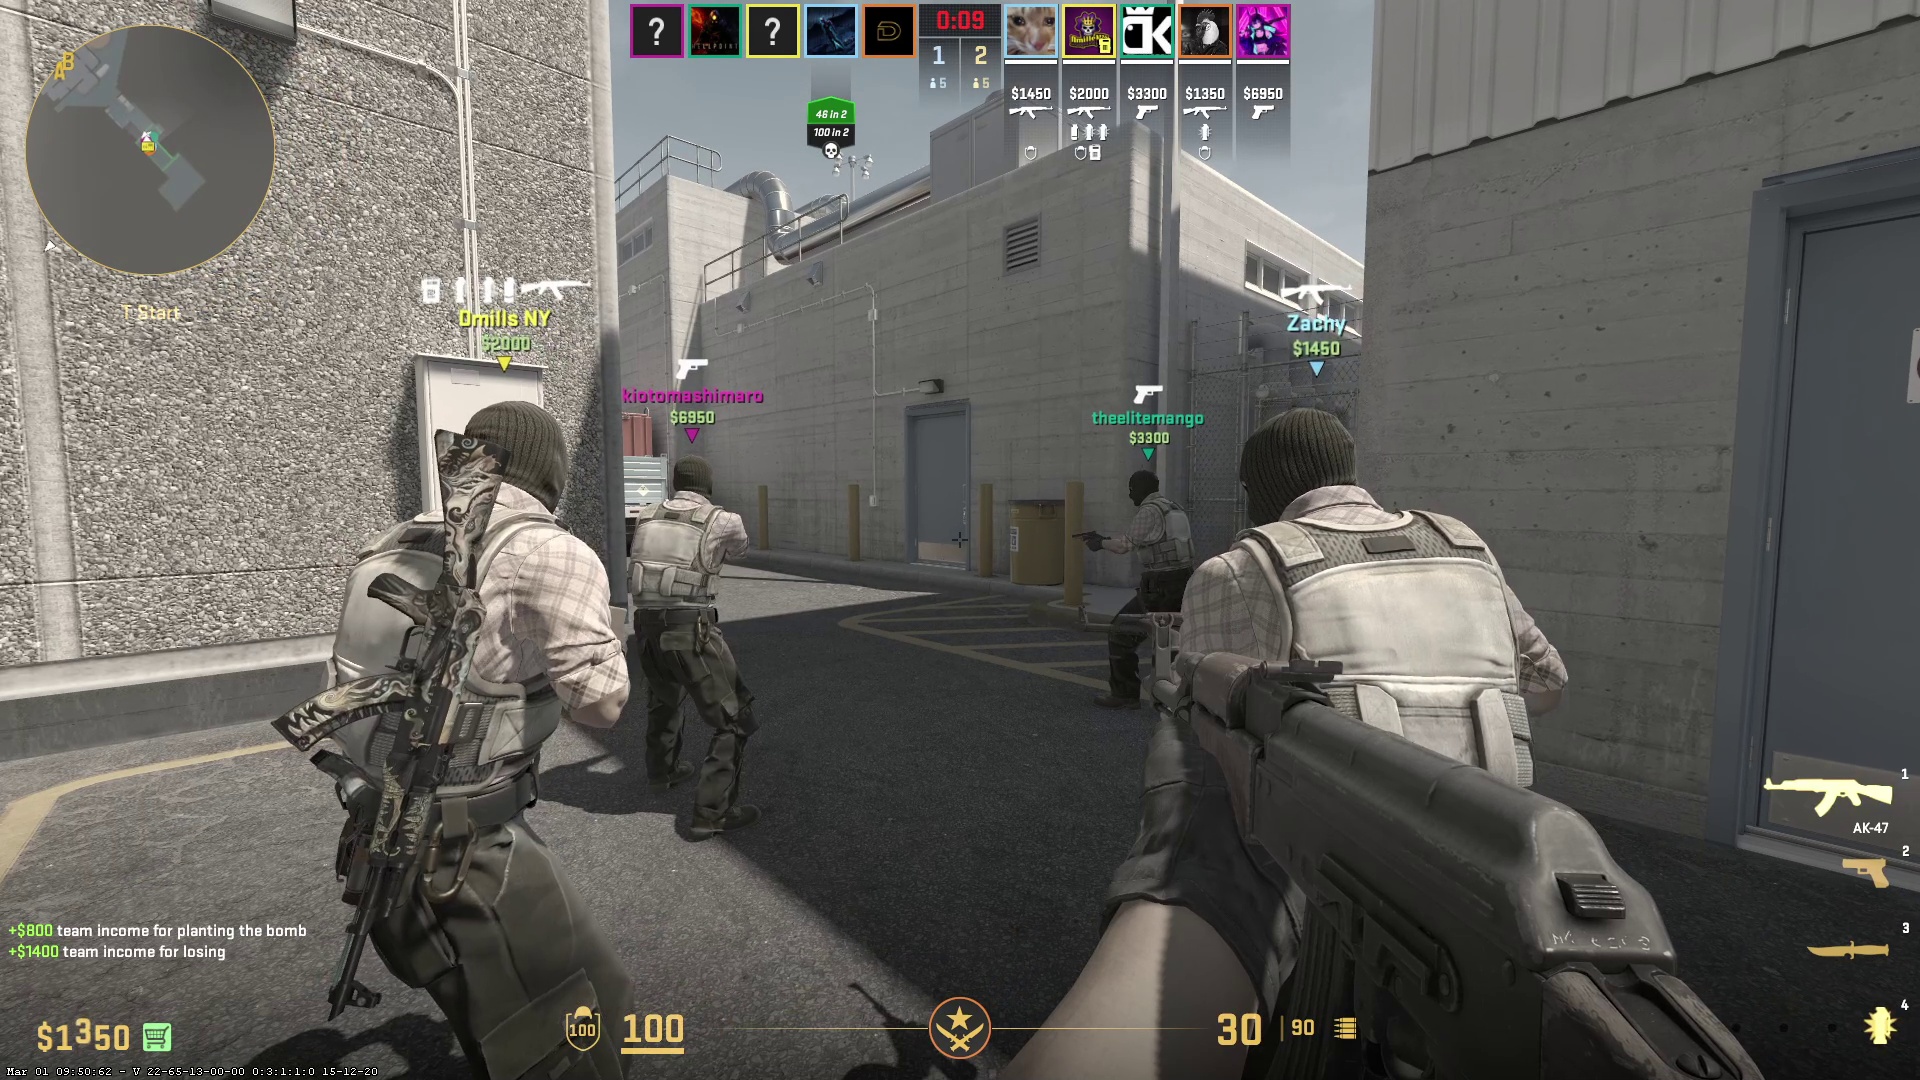 A B
? ? 0:09
1 2
5 5
$1450 $2000 $3300 $1350 $6950
46 in 2
100 in 2
T Start
Omills NY
$2000
kiotomashimaro
$6950
theelitemango
$3300
Zachy
$1450
1
AK-47
2
3
4
+$800 team income for planting the bomb
+$1400 team income for losing
$1350
100 100
30 | 90
Mar 01 09:50:62 - V 22-65-13-00-00 0:3:1:1:0 15-12-20